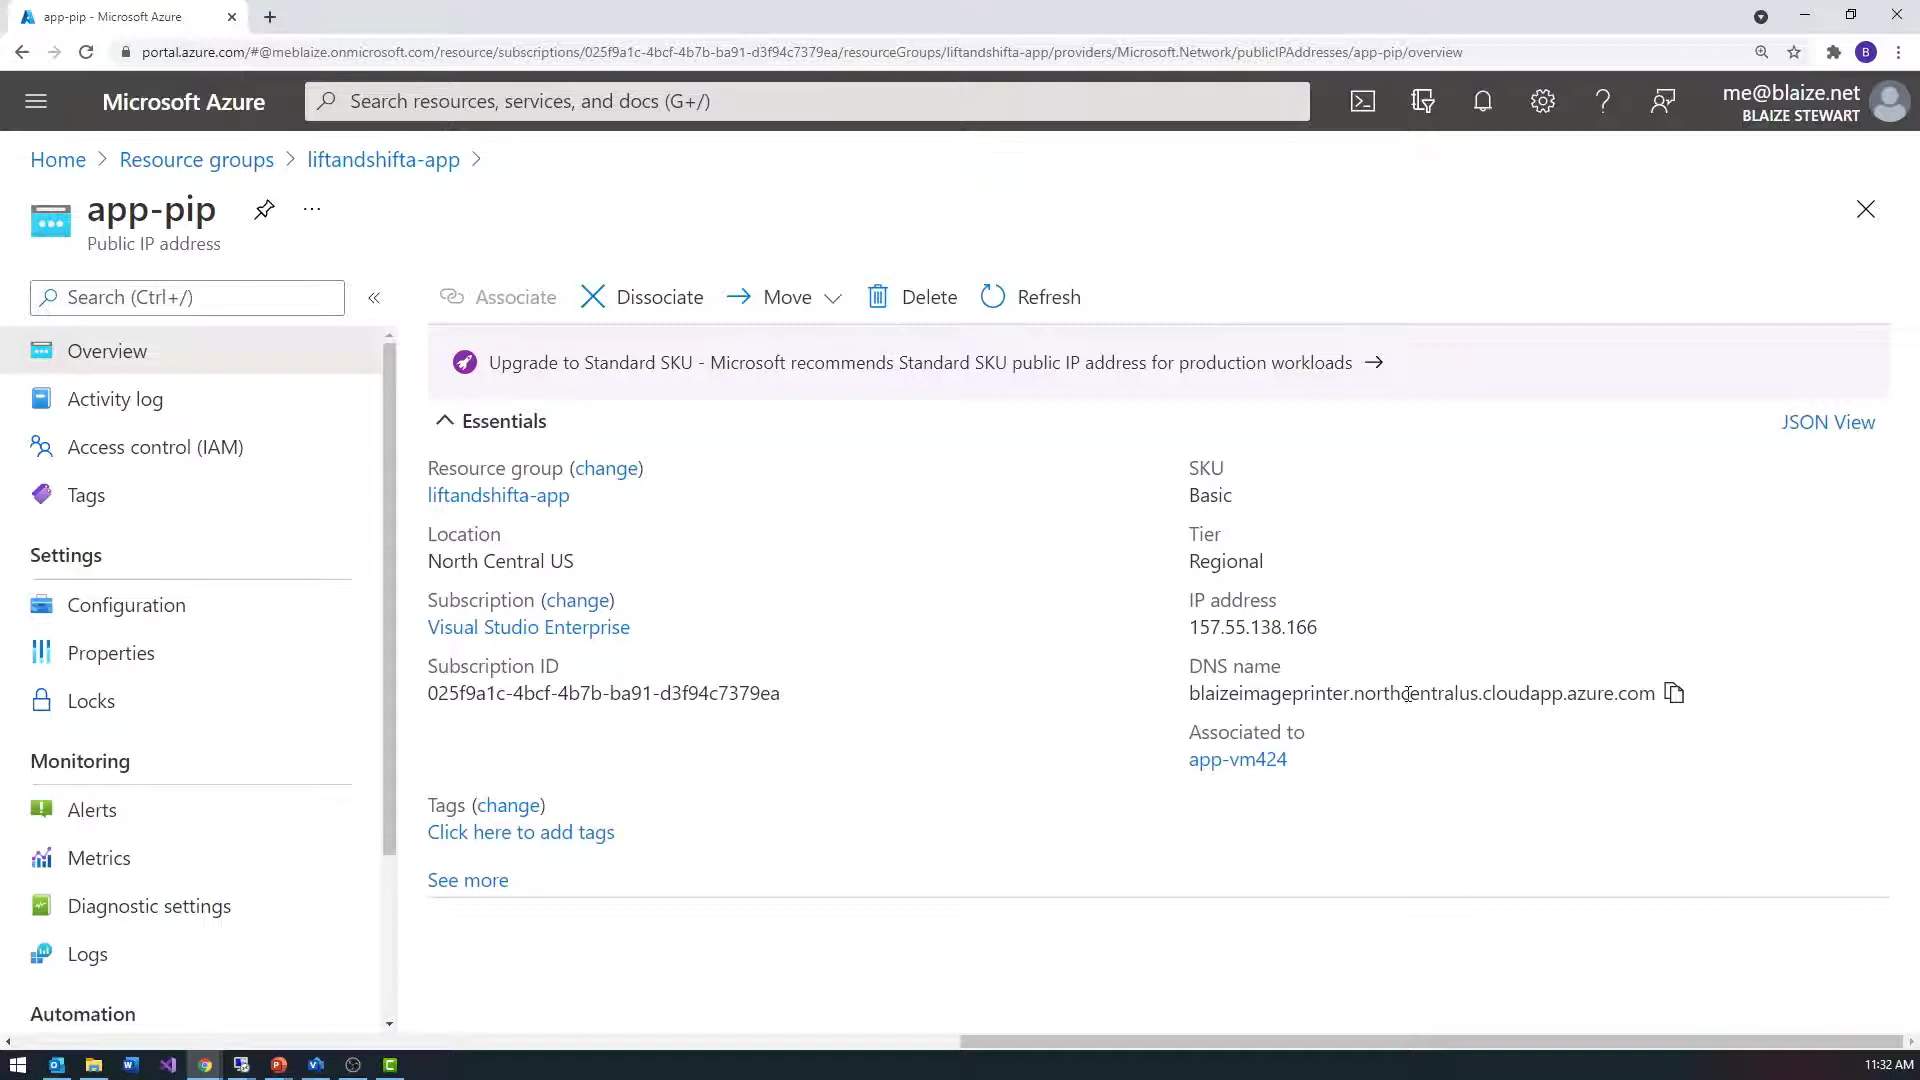 app-pip - Microsoft Azure
portal.azure.com/#@meblaize.onmicrosoft.com/resource/subscriptions/025f9a1c-4bcf-4b7b-ba91-d3f94c7379ea/resourceGroups/liftandshifta-app/providers/Microsoft.Network/publicIPAddresses/app-pip/overview
B
Microsoft Azure
Search resources, services, and docs (G+/)
me@blaize.net
BLAIZE STEWART
Home > Resource groups > liftandshifta-app >
app-pip
Public IP address
Search (Ctrl+/)
Associate Dissociate Move Delete Refresh
Overview
Activity log
Access control (IAM)
Tags
Settings
Configuration
Properties
Locks
Monitoring
Alerts
Metrics
Diagnostic settings
Logs
Automation
Upgrade to Standard SKU - Microsoft recommends Standard SKU public IP address for production workloads
Essentials
JSON View
Resource group (change)
liftandshifta-app
Location
North Central US
Subscription (change)
Visual Studio Enterprise
Subscription ID
025f9a1c-4bcf-4b7b-ba91-d3f94c7379ea
SKU
Basic
Tier
Regional
IP address
157.55.138.166
DNS name
blaizeimageprinter.northcentralus.cloudapp.azure.com
Associated to
app-vm424
Tags (change)
Click here to add tags
See more
11:32 AM